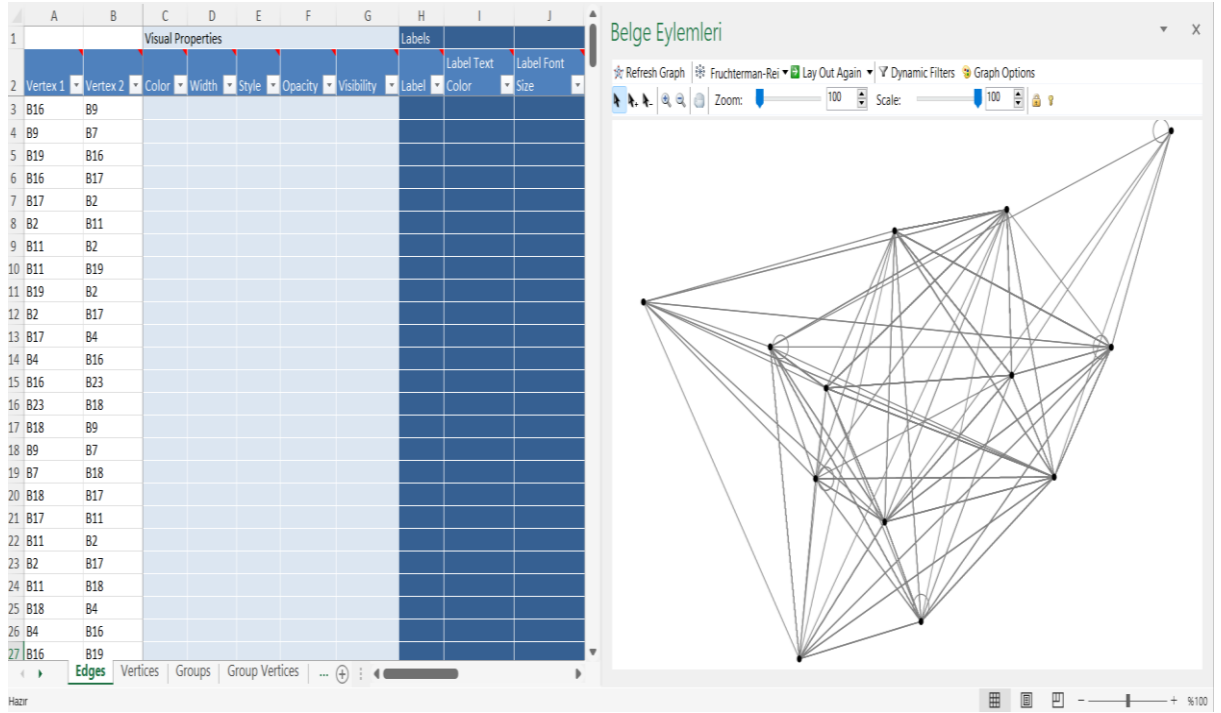 A B C D E F G H I J
1 Visual Properties Labels
2 Vertex 1 Vertex 2 Color Width Style Opacity Visibility Label Label Text Color Label Font Size
3 B16 B9
4 B9 B7
5 B19 B16
6 B16 B17
7 B17 B2
8 B2 B11
9 B11 B2
10 B11 B19
11 B19 B2
12 B2 B17
13 B17 B4
14 B4 B16
15 B16 B23
16 B23 B18
17 B18 B9
18 B9 B7
19 B7 B18
20 B18 B17
21 B17 B11
22 B11 B2
23 B2 B17
24 B11 B18
25 B18 B4
26 B4 B16
27 B16 B19
Edges Vertices Groups Group Vertices ...
Hazır
Belge Eylemleri X
Refresh Graph Fruchterman-Rei Lay Out Again Dynamic Filters Graph Options
Zoom: 100 Scale: 100
- + %100